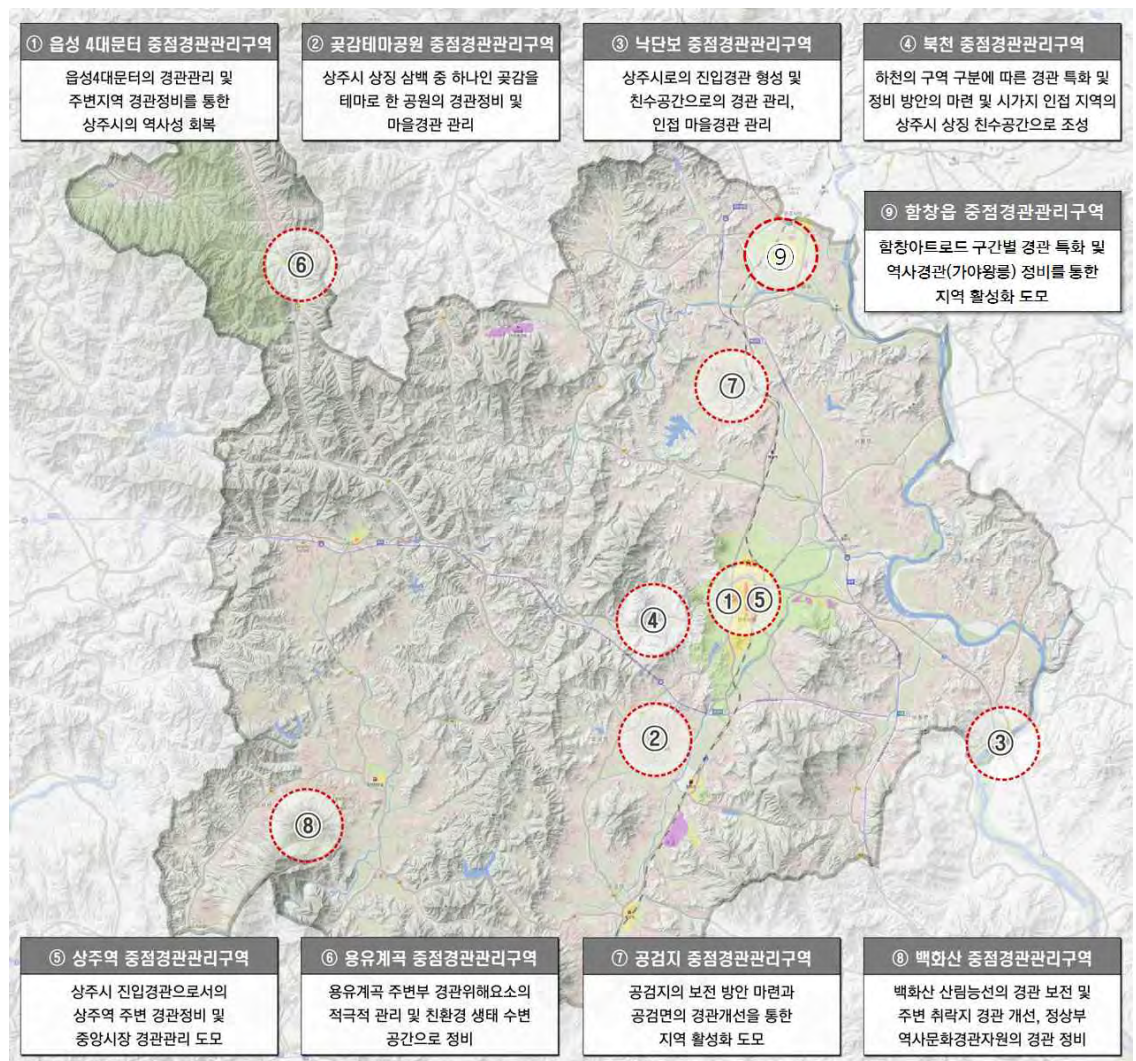 ① 읍성 4대문터 중점경관관리구역
읍성4대문터의 경관관리 및
주변지역 경관정비를 통한
상주시의 역사성 회복
② 곶감테마공원 중점경관관리구역
상주시 상징 삼백 중 하나인 곶감을
테마로 한 공원의 경관정비 및
마을경관 관리
③ 낙단보 중점경관관리구역
상주시로의 진입경관 형성 및
친수공간으로의 경관 관리,
인접 마을경관 관리
④ 북천 중점경관관리구역
하천의 구역 구분에 따른 경관 특화 및
정비 방안의 마련 및 시가지 인접 지역의
상주시 상징 친수공간으로 조성
⑨ 함창읍 중점경관관리구역
함창아트로드 구간별 경관 특화 및
역사경관(가야왕릉) 정비를 통한
지역 활성화 도모
⑥
⑨
⑦
① ⑤
④
②
③
⑧
⑤ 상주역 중점경관관리구역
상주시 진입경관으로서의
상주역 주변 경관정비 및
중앙시장 경관관리 도모
⑥ 용유계곡 중점경관관리구역
용유계곡 주변부 경관위해요소의
적극적 관리 및 친환경 생태 수변
공간으로 정비
⑦ 공검지 중점경관관리구역
공검지의 보전 방안 마련과
공검면의 경관개선을 통한
지역 활성화 도모
⑧ 백화산 중점경관관리구역
백화산 산림능선의 경관 보전 및
주변 취락지 경관 개선, 정상부
역사문화경관자원의 경관 정비